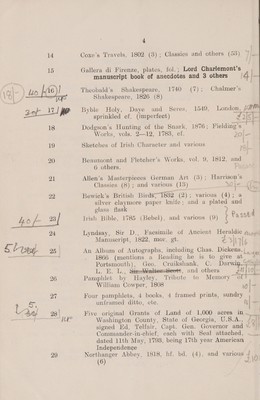 4
14 Coxe's Travels, 1802 (3) ; Classics and others (55)
15 Gallera di Firenze, plates, fol. ; Lord Charlemont's
manuscript book of anecdotes and 3 others
16 Theobald's Shakespeare, 1740 (7) ; Chalmer's
Shakespeare, 1826 (8)
17 Byble Holy, Daye and Seres, 1549, London,
sprinkled ef. (imperfect)
18 Dodgson's Hunting of the Snark, 1876 ; Fielding's
Works, vols. 2—12, 1783, cf.
19 Sketches of Irish Character and various
20 Beaumont and Fletcher's Works, vol. 9, 1812, and
6 others.
21 Allen's Masterpieces German Art (3) ; Harrison's
Classics (8) ; and various (13)
22 Bewick's British Birds, 1832 (2) ; various (4) ; a
silver claymore paper knife ; and a plated and
glass flask
23 Irish Bible, 1785 (Bebel), and various (9)
Passed
40/-
24 Lyndsay, Sir D., Facsimile of Ancient Heraldic
Manuscript, 1822, mor. gt.
25 An Album of Autographs, including Chas. Dickens,
1866 (mentions a Reading he is to give at
Portsmouth), Geo. Cruikshank, C. Darwin,
L. E. L., Sir Walter Scott, and others
26 Pamphlet by Hayley, Tribute to Memory
William Cowper, 1808
27 Four pamphlets, 4 books, 4 framed prints, sundry
unframed ditto, etc.
28 Five original Grants of Land of 1,000 acres in
Washington County, State of Georgia, U.S.A.,
signed Ed. Telfair, Capt. Gen. Governor and
Commander-in-chief, each with Seal attached,
dated 11th May, 1793, being 17th year American
Independence
29 Northanger Abbey, 1818, hf. bd. (4), and various
(6)